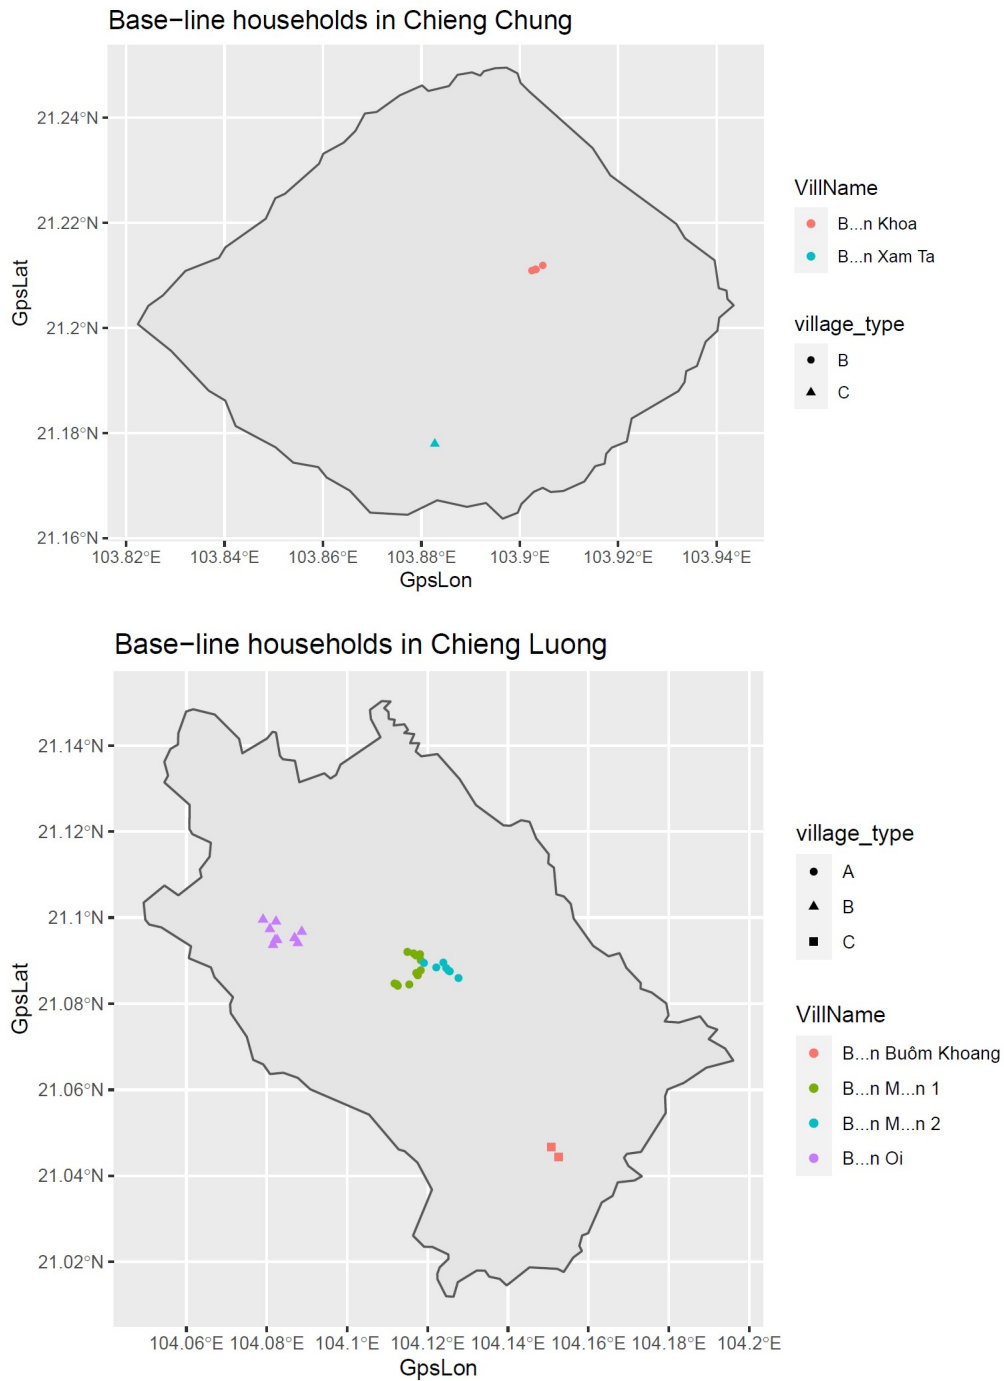 Base−line households in Chieng Chung
21.24°N
21.22°N
21.2°N
21.18°N
21.16°N
GpsLat
103.82°E 103.84°E 103.86°E 103.88°E 103.9°E 103.92°E 103.94°E
GpsLon
VillName
B...n Khoa
B...n Xam Ta
village_type
B
C
Base−line households in Chieng Luong
21.14°N
21.12°N
21.1°N
21.08°N
21.06°N
21.04°N
21.02°N
GpsLat
104.06°E 104.08°E 104.1°E 104.12°E 104.14°E 104.16°E 104.18°E 104.2°E
GpsLon
village_type
A
B
C
VillName
B...n Buôm Khoang
B...n M...n 1
B...n M...n 2
B...n Oi